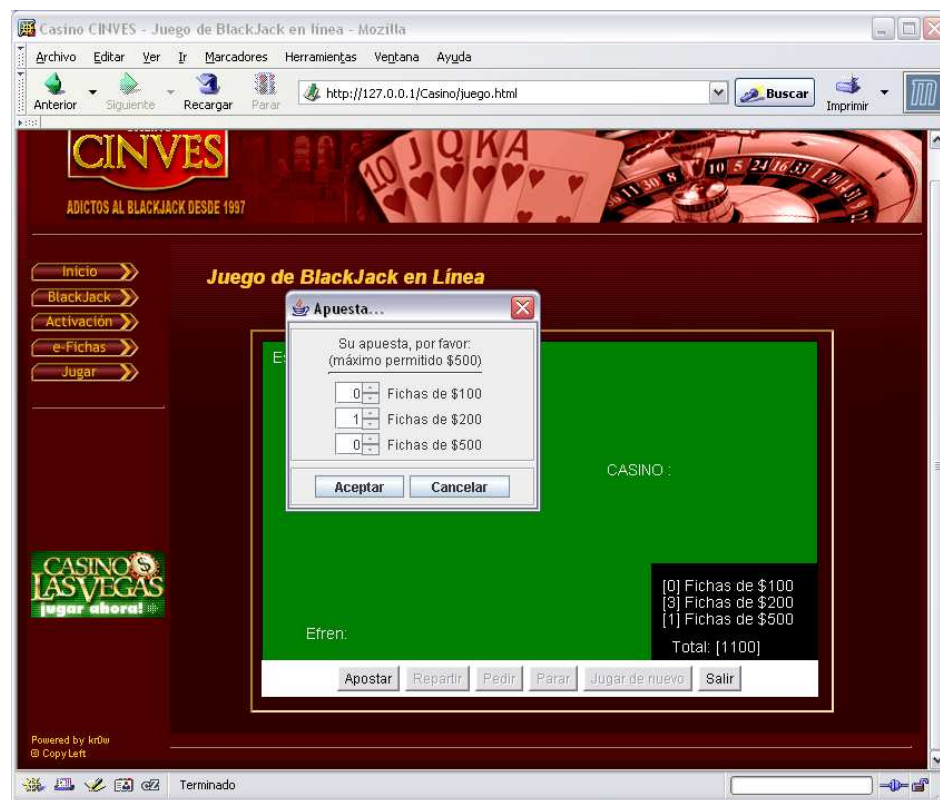 Casino CINVES - Juego de BlackJack en línea - Mozilla
Archivo Editar Ver Ir Marcadores Herramientas Ventana Ayuda
Anterior Siguiente Recargar Parar http://127.0.0.1/Casino/juego.html Buscar Imprimir
CINVES
ADICTOS AL BLACKJACK DESDE 1997
10 J Q K A
Inicio
BlackJack
Activación
e-Fichas
Jugar
Juego de BlackJack en Línea
Apuesta...
Su apuesta, por favor:
(máximo permitido $500)
0 Fichas de $100
1 Fichas de $200
0 Fichas de $500
Aceptar Cancelar
CASINO :
CASINO
LAS VEGAS
jugar ahora!
Efren:
[0] Fichas de $100
[3] Fichas de $200
[1] Fichas de $500
Total: [1100]
Apostar Repartir Pedir Parar Jugar de nuevo Salir
Powered by kr0w
@ CopyLeft
Terminado